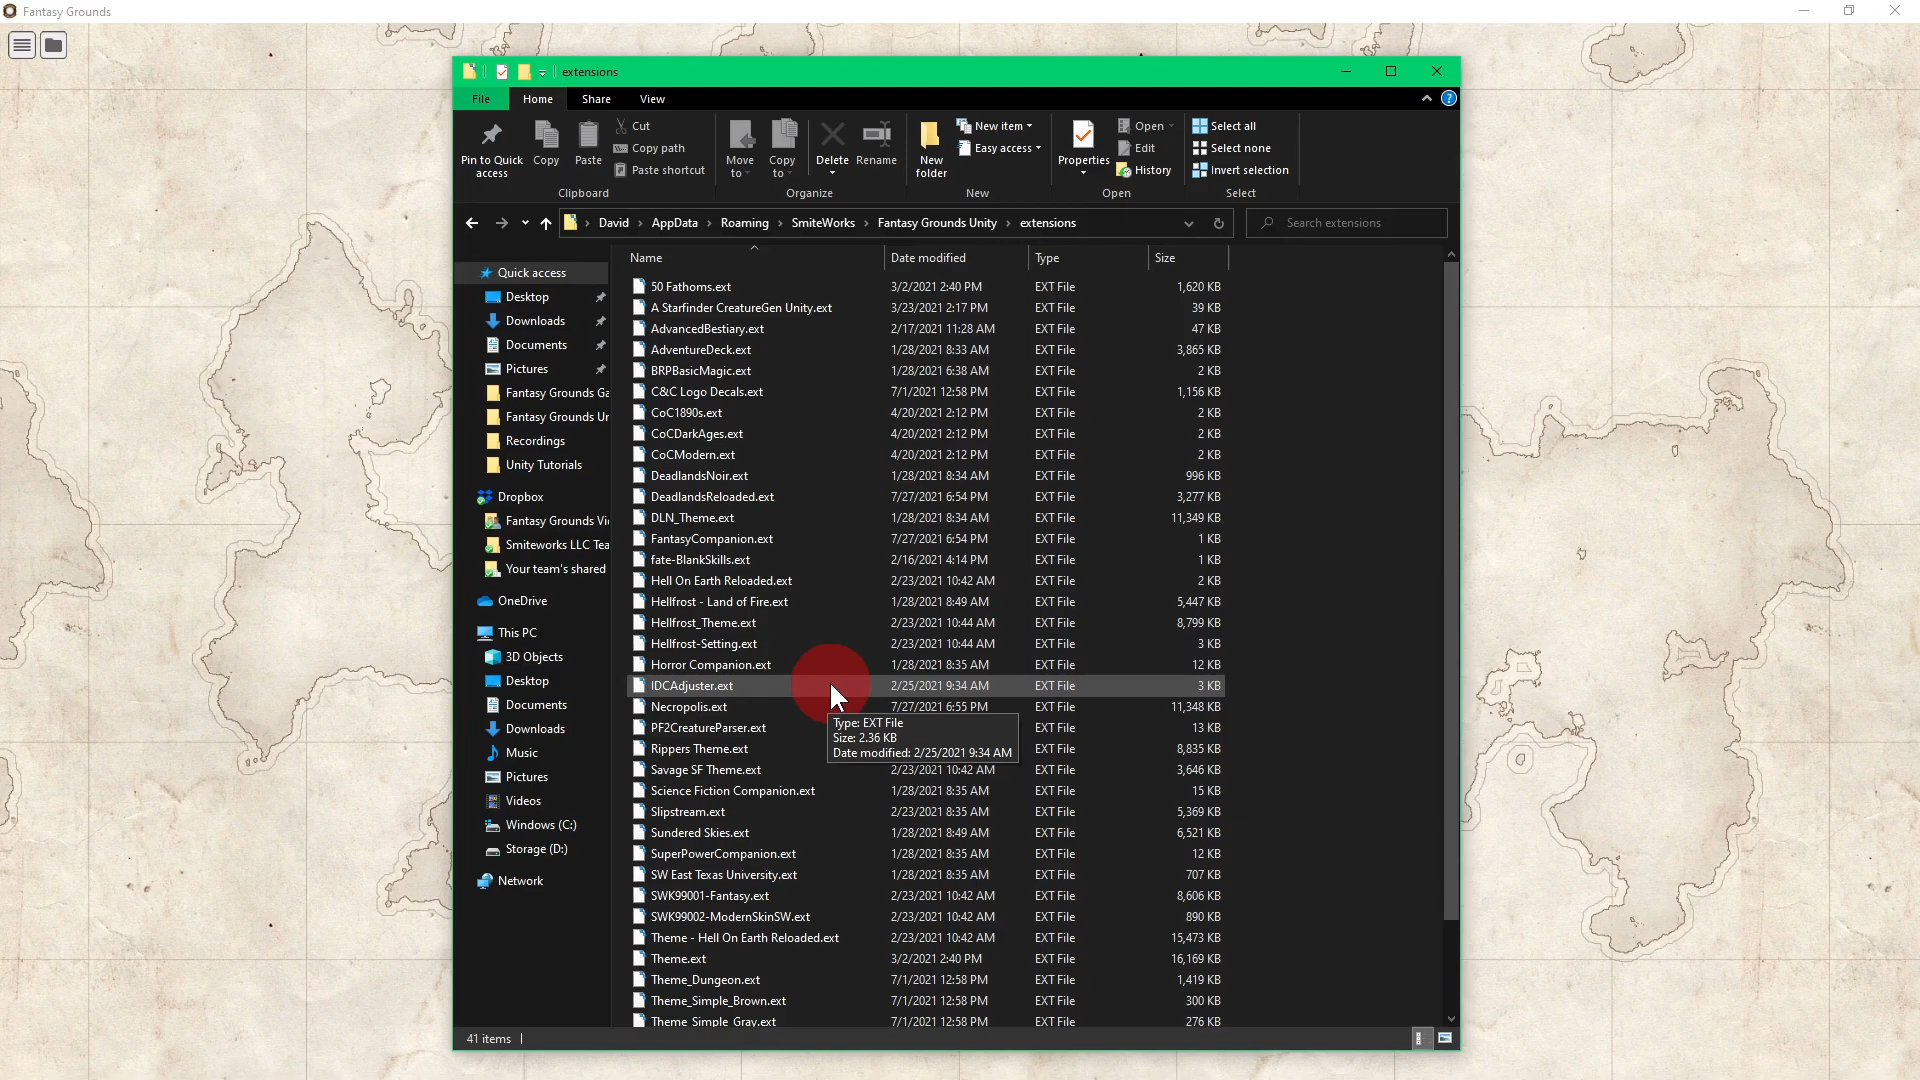 Fantasy Grounds
extensions
File Home Share View
Pin to Quick access
Copy
Paste
Cut
Copy path
Paste shortcut
Clipboard
Move to
Copy to
Delete
Rename
Organize
New folder
New item
Easy access
New
Properties
Open
Edit
History
Open
Select all
Select none
Invert selection
Select
David > AppData > Roaming > SmiteWorks > Fantasy Grounds Unity > extensions
Search extensions
Quick access
Desktop
Downloads
Documents
Pictures
Fantasy Grounds Ga
Fantasy Grounds Ur
Recordings
Unity Tutorials
Dropbox
Fantasy Grounds Vi
Smiteworks LLC Tea
Your team's shared
OneDrive
This PC
3D Objects
Desktop
Documents
Downloads
Music
Pictures
Videos
Windows (C:)
Storage (D:)
Network
Name Date modified Type Size
50 Fathoms.ext 3/2/2021 2:40 PM EXT File 1,620 KB
A Starfinder CreatureGen Unity.ext 3/23/2021 2:17 PM EXT File 39 KB
AdvancedBestiary.ext 2/17/2021 11:28 AM EXT File 47 KB
AdventureDeck.ext 1/28/2021 8:33 AM EXT File 3,865 KB
BRPBasicMagic.ext 1/28/2021 6:38 AM EXT File 2 KB
C&C Logo Decals.ext 7/1/2021 12:58 PM EXT File 1,156 KB
CoC1890s.ext 4/20/2021 2:12 PM EXT File 2 KB
CoCDarkAges.ext 4/20/2021 2:12 PM EXT File 2 KB
CoCModern.ext 4/20/2021 2:12 PM EXT File 2 KB
DeadlandsNoir.ext 1/28/2021 8:34 AM EXT File 996 KB
DeadlandsReloaded.ext 7/27/2021 6:54 PM EXT File 3,277 KB
DLN_Theme.ext 1/28/2021 8:34 AM EXT File 11,349 KB
FantasyCompanion.ext 7/27/2021 6:54 PM EXT File 1 KB
fate-BlankSkills.ext 2/16/2021 4:14 PM EXT File 1 KB
Hell On Earth Reloaded.ext 2/23/2021 10:42 AM EXT File 2 KB
Hellfrost - Land of Fire.ext 1/28/2021 8:49 AM EXT File 5,447 KB
Hellfrost_Theme.ext 2/23/2021 10:44 AM EXT File 8,799 KB
Hellfrost-Setting.ext 2/23/2021 10:44 AM EXT File 3 KB
Horror Companion.ext 1/28/2021 8:35 AM EXT File 12 KB
IDCAdjuster.ext 2/25/2021 9:34 AM EXT File 3 KB
Necropolis.ext 7/27/2021 6:55 PM EXT File 11,348 KB
PF2CreatureParser.ext EXT File 13 KB
Rippers Theme.ext EXT File 8,835 KB
Savage SF Theme.ext 2/23/2021 10:42 AM EXT File 3,646 KB
Science Fiction Companion.ext 1/28/2021 8:35 AM EXT File 15 KB
Slipstream.ext 2/23/2021 8:35 AM EXT File 5,369 KB
Sundered Skies.ext 1/28/2021 8:49 AM EXT File 6,521 KB
SuperPowerCompanion.ext 1/28/2021 8:35 AM EXT File 12 KB
SW East Texas University.ext 1/28/2021 8:35 AM EXT File 707 KB
SWK99001-Fantasy.ext 2/23/2021 10:42 AM EXT File 8,606 KB
SWK99002-ModernSkinSW.ext 2/23/2021 10:42 AM EXT File 890 KB
Theme - Hell On Earth Reloaded.ext 2/23/2021 10:42 AM EXT File 15,473 KB
Theme.ext 3/2/2021 2:40 PM EXT File 16,169 KB
Theme_Dungeon.ext 7/1/2021 12:58 PM EXT File 1,419 KB
Theme_Simple_Brown.ext 7/1/2021 12:58 PM EXT File 300 KB
Theme_Simple_Gray.ext 7/1/2021 12:58 PM EXT File 276 KB
Type: EXT File
Size: 2.36 KB
Date modified: 2/25/2021 9:34 AM
41 items